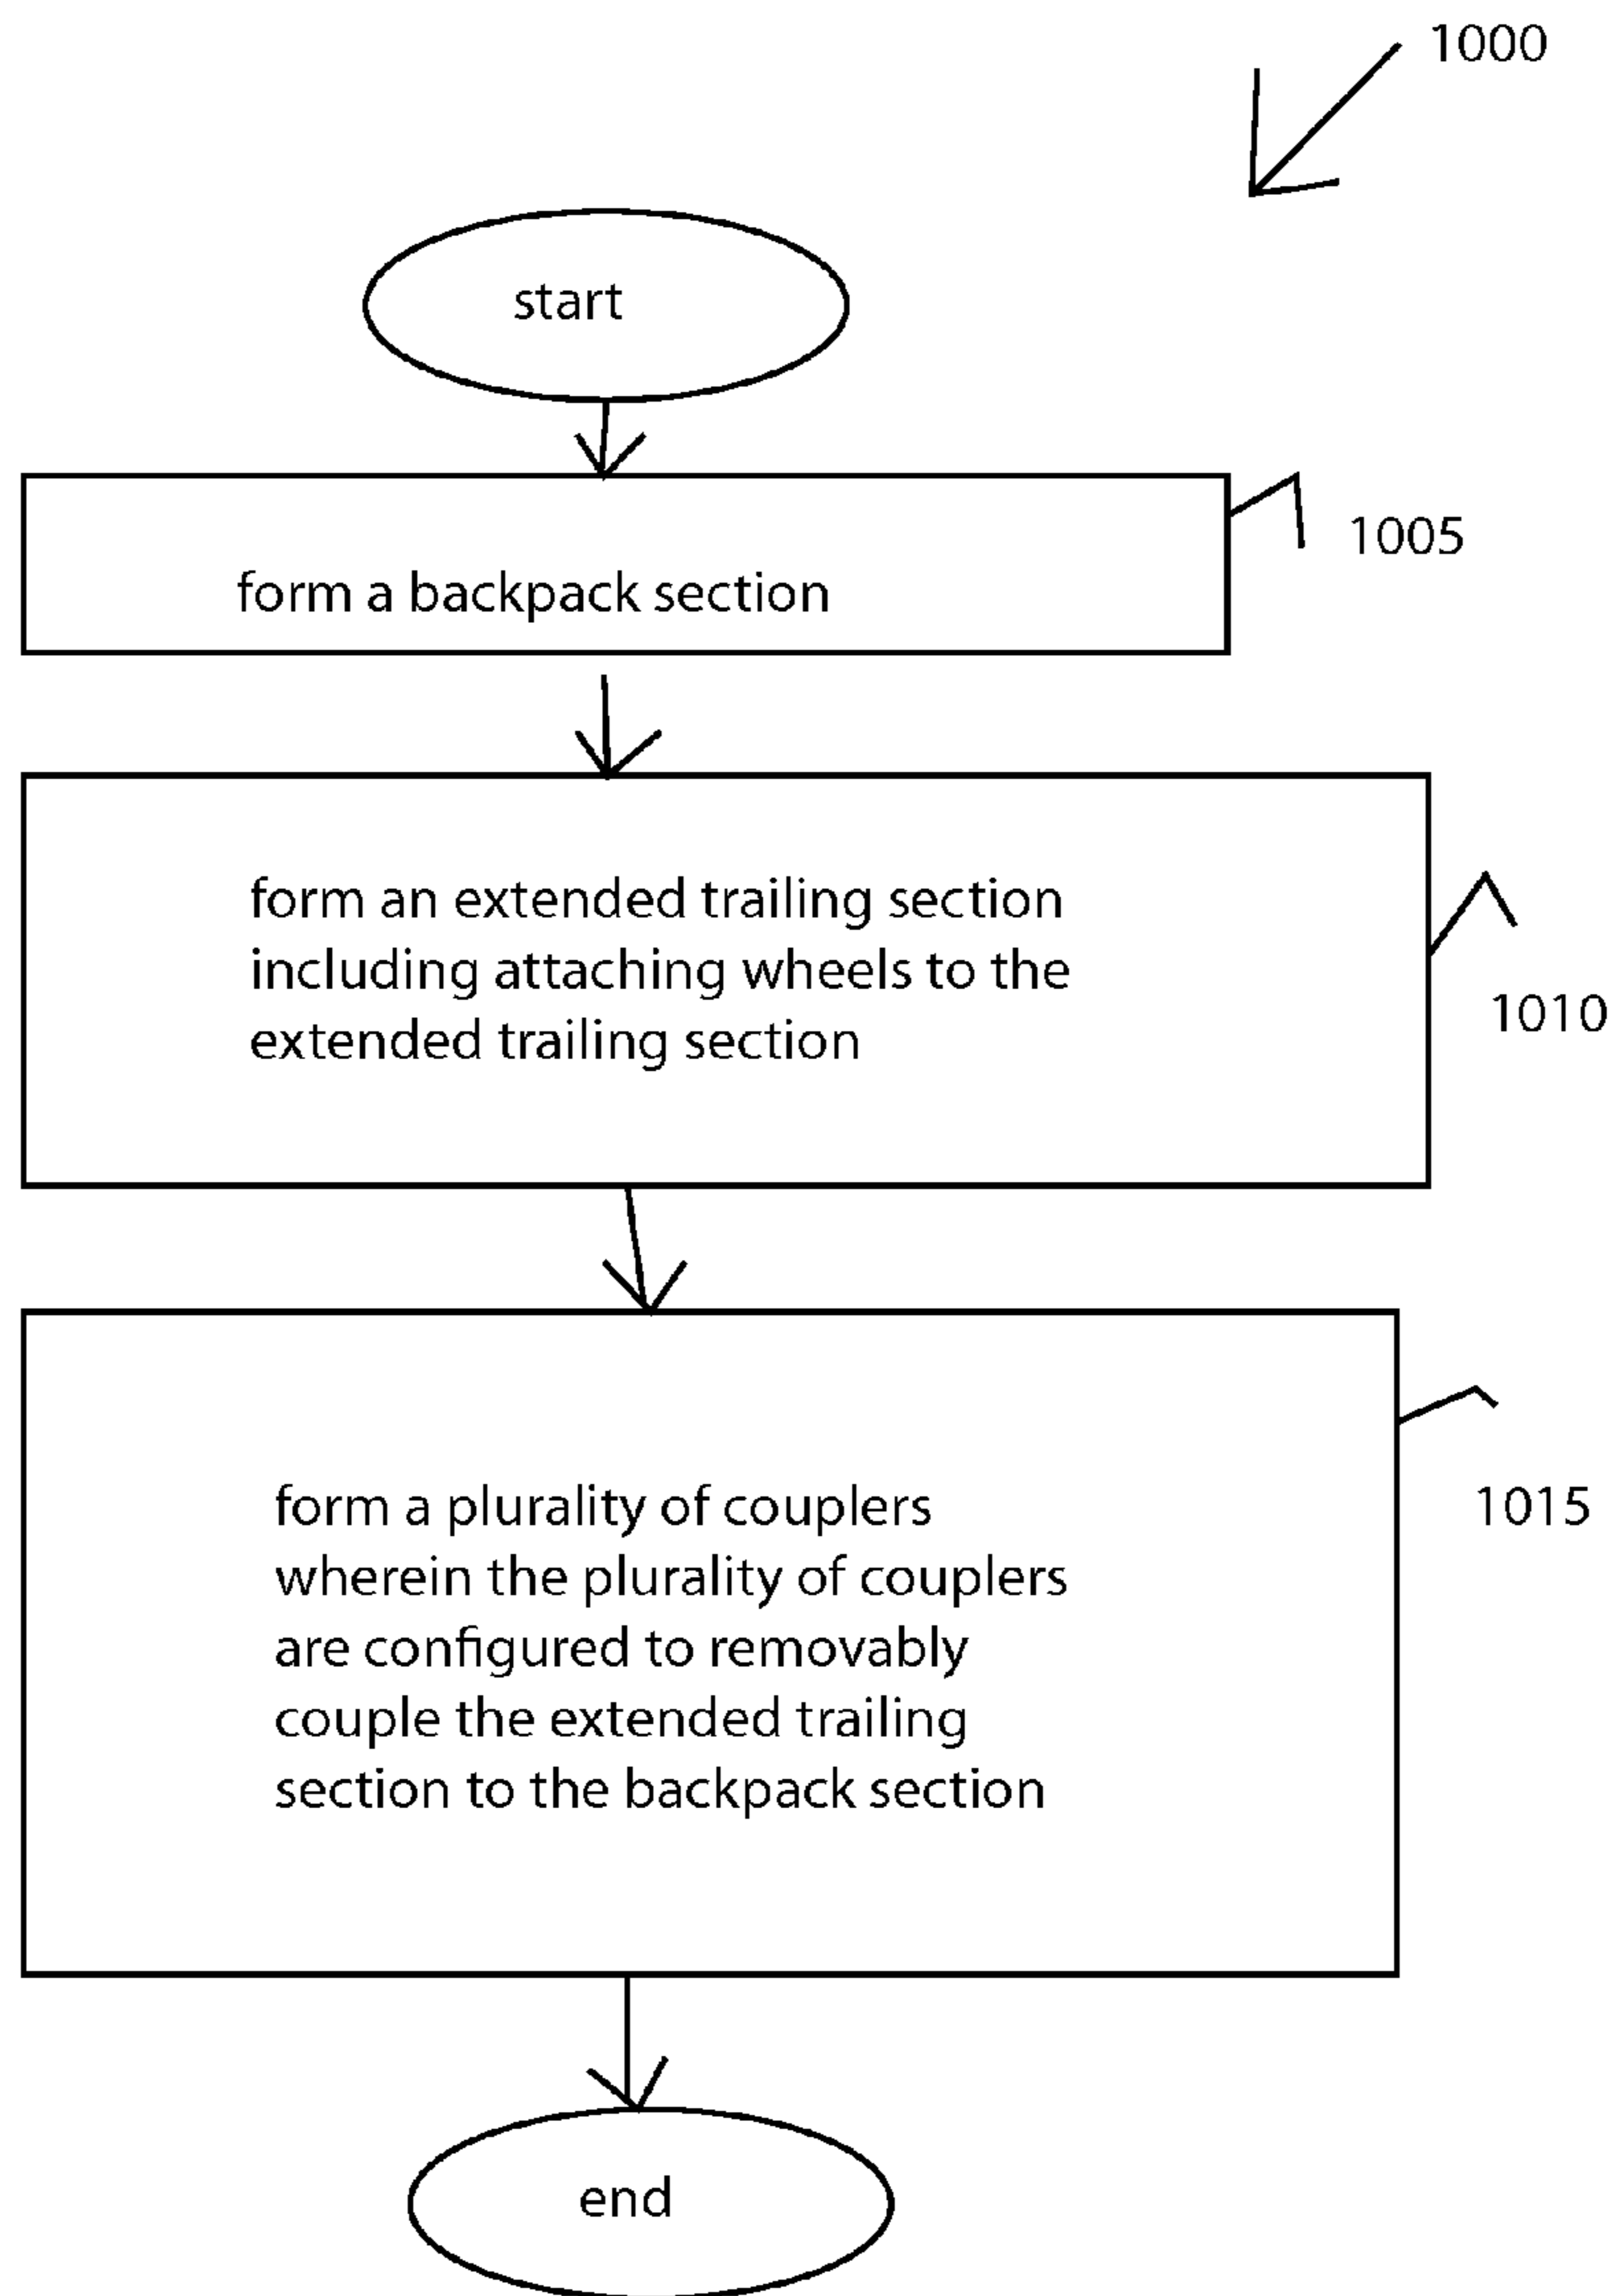 1000
start
1005
form a backpack section
form an extended trailing section
including attaching wheels to the
extended trailing section
1010
form a plurality of couplers
wherein the plurality of couplers
are configured to removably
couple the extended trailing
section to the backpack section
1015
end